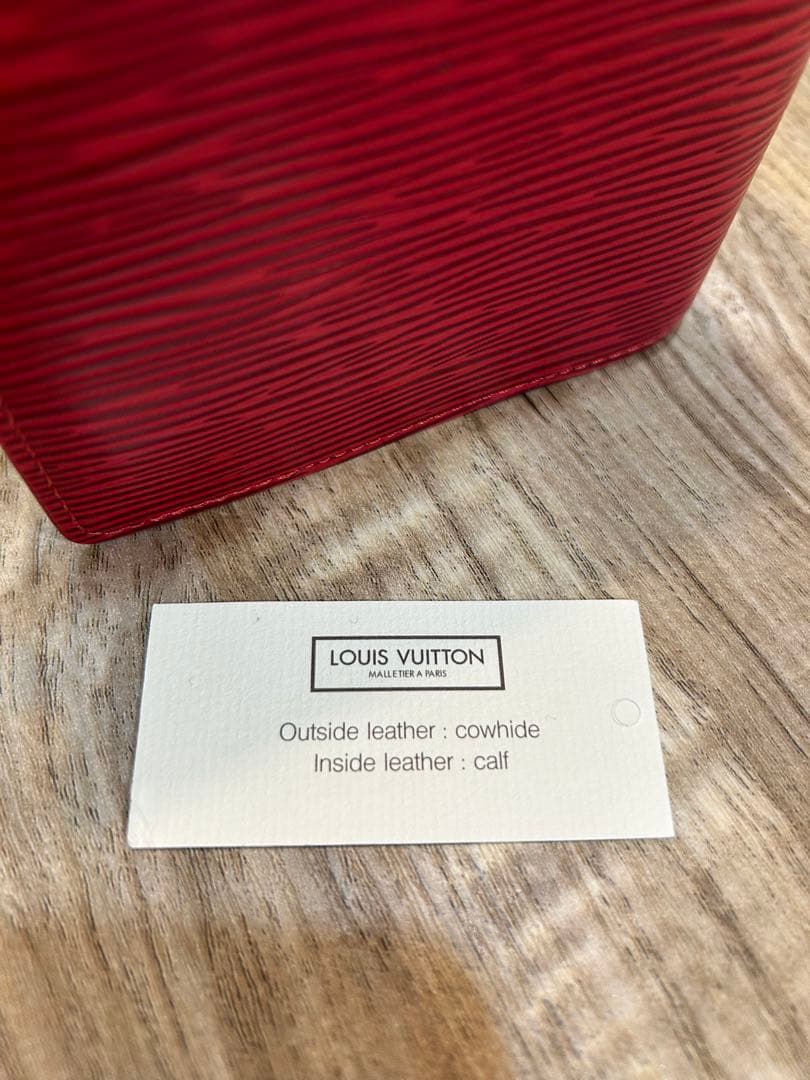 LOUIS VUITTON
MALLETIER A PARIS
Outside leather : cowhide
Inside leather : calf